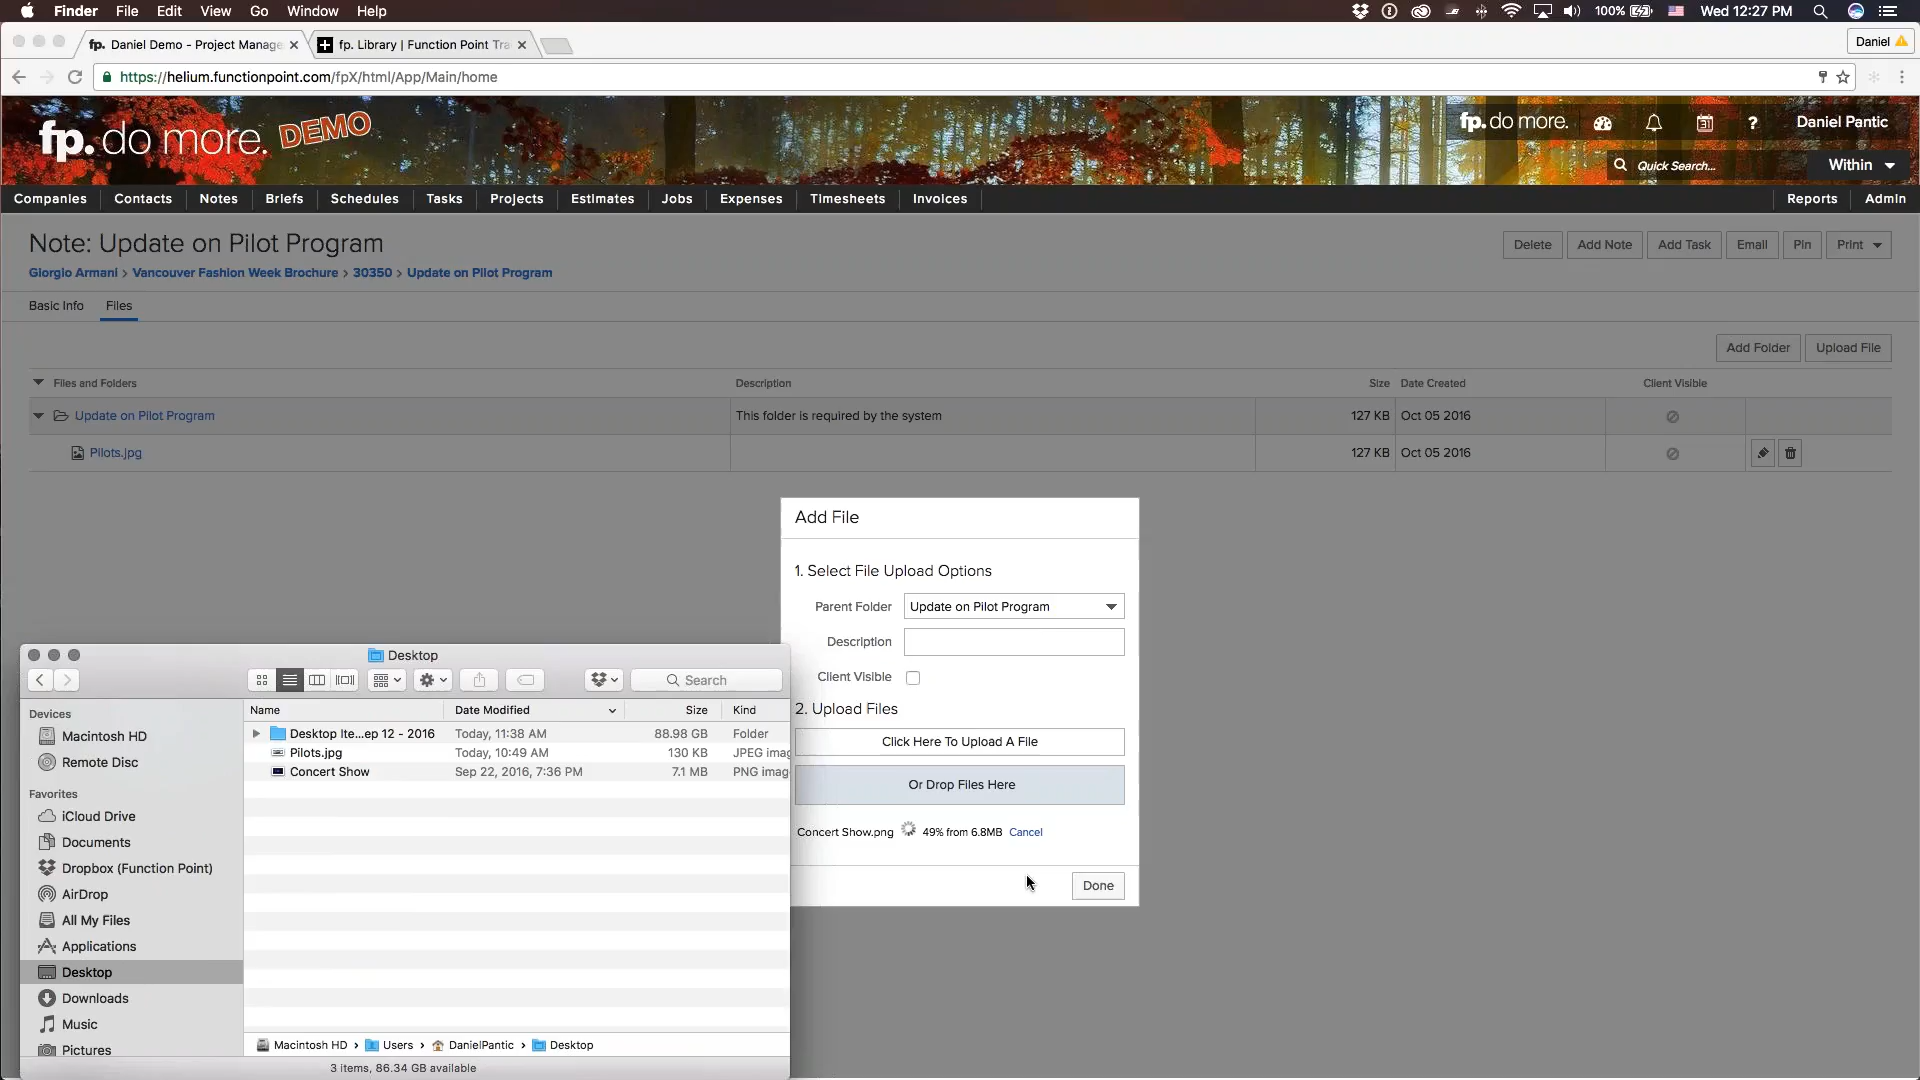 Finder File Edit View Go Window Help
100% Wed 12:27 PM
fp. Daniel Demo - Project Manage
fp. Library | Function Point Tra
Daniel
https://helium.functionpoint.com/fpX/html/App/Main/home
fp. do more. DEMO
fp. do more. 31 ? Daniel Pantic
Quick Search... Within
Companies Contacts Notes Briefs Schedules Tasks Projects Estimates Jobs Expenses Timesheets Invoices Reports Admin
Note: Update on Pilot Program
Delete Add Note Add Task Email Pin Print
Giorgio Armani > Vancouver Fashion Week Brochure > 30350 > Update on Pilot Program
Basic Info Files
Add Folder Upload File
Files and Folders Description Size Date Created Client Visible
Update on Pilot Program This folder is required by the system 127 KB Oct 05 2016
Pilots.jpg 127 KB Oct 05 2016
Add File
1. Select File Upload Options
Parent Folder Update on Pilot Program
Description
Client Visible
2. Upload Files
Click Here To Upload A File
Or Drop Files Here
Concert Show.png 49% from 6.8MB Cancel
Done
Desktop
Search
Devices
Macintosh HD
Remote Disc
Favorites
iCloud Drive
Documents
Dropbox (Function Point)
AirDrop
All My Files
Applications
Desktop
Downloads
Music
Pictures
Name Date Modified Size Kind
Desktop Ite...ep 12 - 2016 Today, 11:38 AM 88.98 GB Folder
Pilots.jpg Today, 10:49 AM 130 KB JPEG imag
Concert Show Sep 22, 2016, 7:36 PM 7.1 MB PNG imag
Macintosh HD > Users > DanielPantic > Desktop
3 items, 86.34 GB available